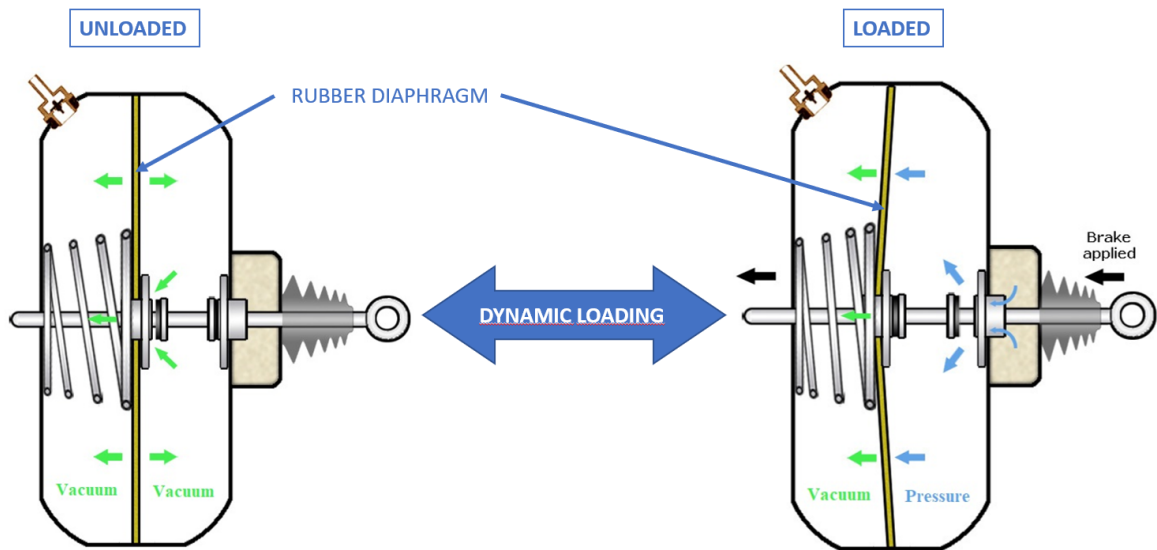 UNLOADED
LOADED
RUBBER DIAPHRAGM
Brake
applied
DYNAMIC LOADING
Vacuum
Vacuum
Vacuum
Pressure